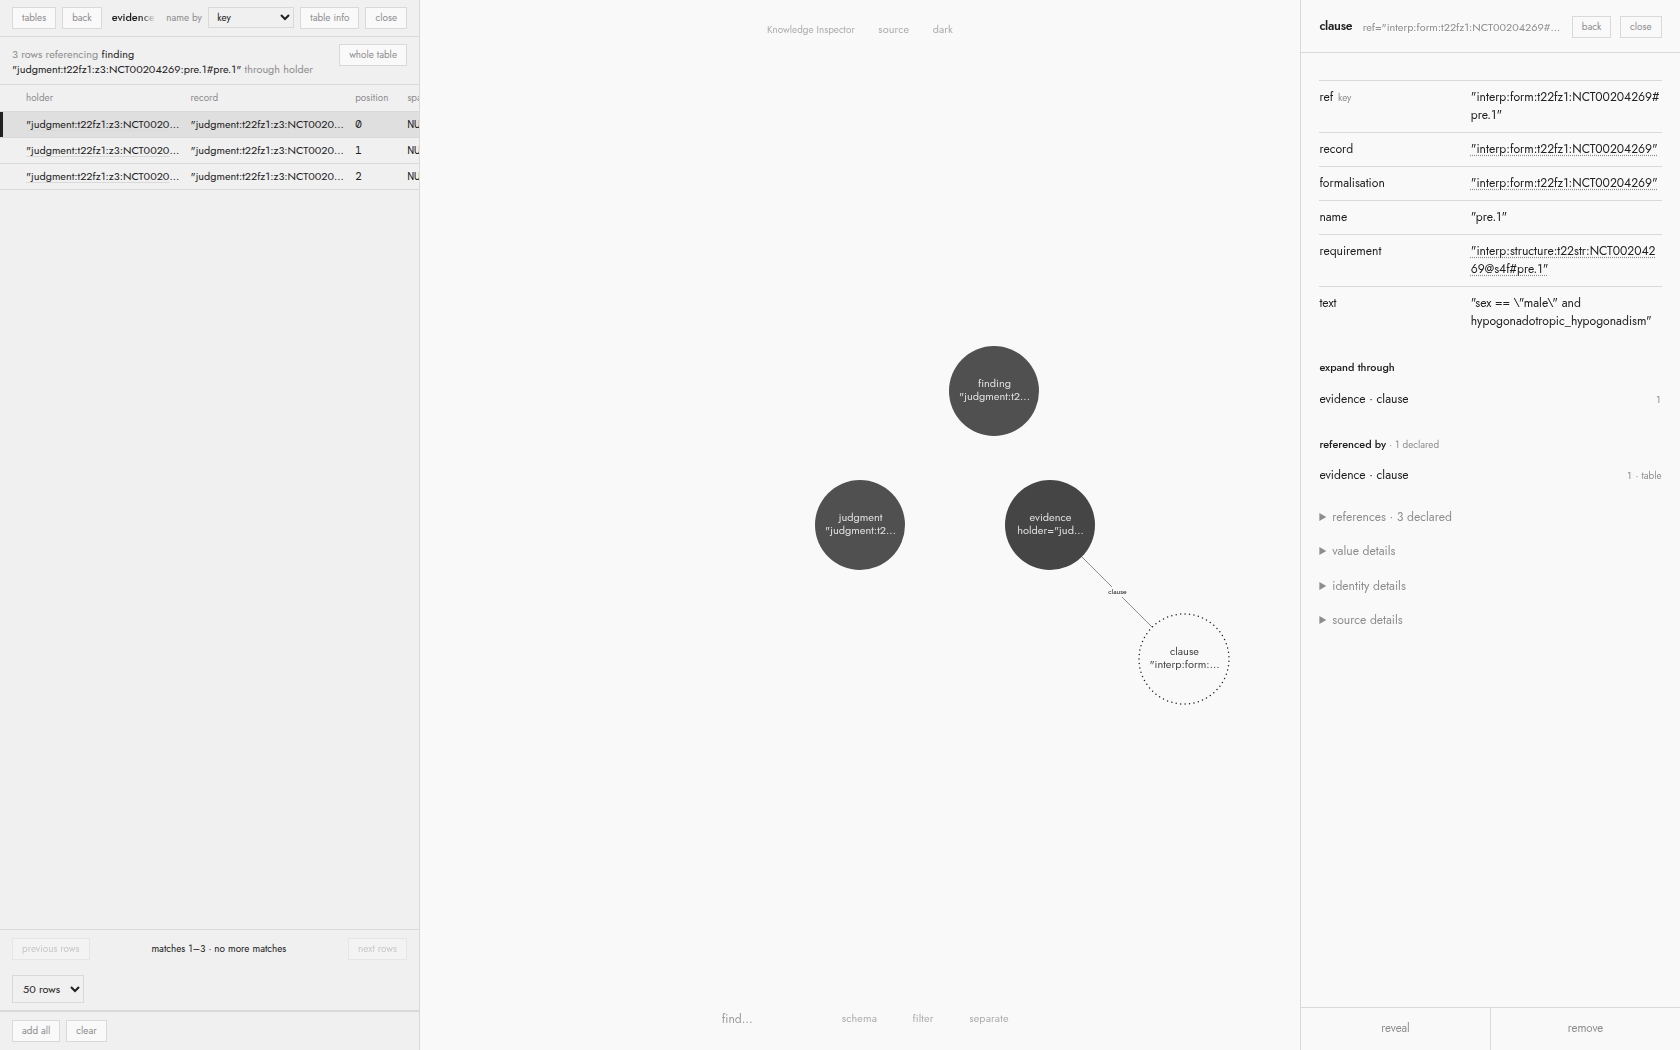 tables back evidence name by key table info close
3 rows referencing finding
"judgment:t22fz1:z3:NCT00204269:pre.1#pre.1" through holder
whole table
holder record position spa
"judgment:t22fz1:z3:NCT0020... "judgment:t22fz1:z3:NCT0020... 0 NU
"judgment:t22fz1:z3:NCT0020... "judgment:t22fz1:z3:NCT0020... 1 NU
"judgment:t22fz1:z3:NCT0020... "judgment:t22fz1:z3:NCT0020... 2 NU
previous rows matches 1–3 · no more matches next rows
50 rows
add all clear
Knowledge Inspector source dark
finding
"judgment:t2...
judgment
"judgment:t2...
evidence
holder="jud...
clause
clause
"interp:form:...
find... schema filter separate
clause ref="interp:form:t22fz1:NCT00204269#... back close
ref key "interp:form:t22fz1:NCT00204269#
pre.1"
record "interp:form:t22fz1:NCT00204269"
formalisation "interp:form:t22fz1:NCT00204269"
name "pre.1"
requirement "interp:structure:t22str:NCT002042
69@s4f#pre.1"
text "sex == \"male\" and
hypogonadotropic_hypogonadism"
expand through
evidence · clause 1
referenced by · 1 declared
evidence · clause 1 · table
▶ references · 3 declared
▶ value details
▶ identity details
▶ source details
reveal remove